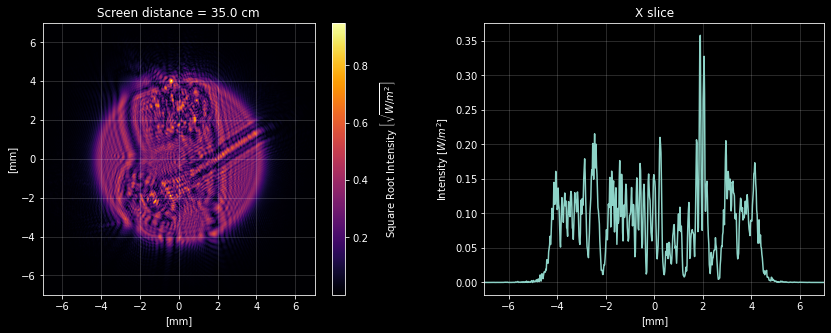 Screen distance = 35.0 cm
6
4
2
0
−2
−4
−6
[mm]
−6 −4 −2 0 2 4 6
[mm]
0.8
0.6
0.4
0.2
Square Root Intensity [√W/m²]
X slice
0.35
0.30
0.25
0.20
0.15
0.10
0.05
0.00
Intensity [W/m²]
−6 −4 −2 0 2 4 6
[mm]